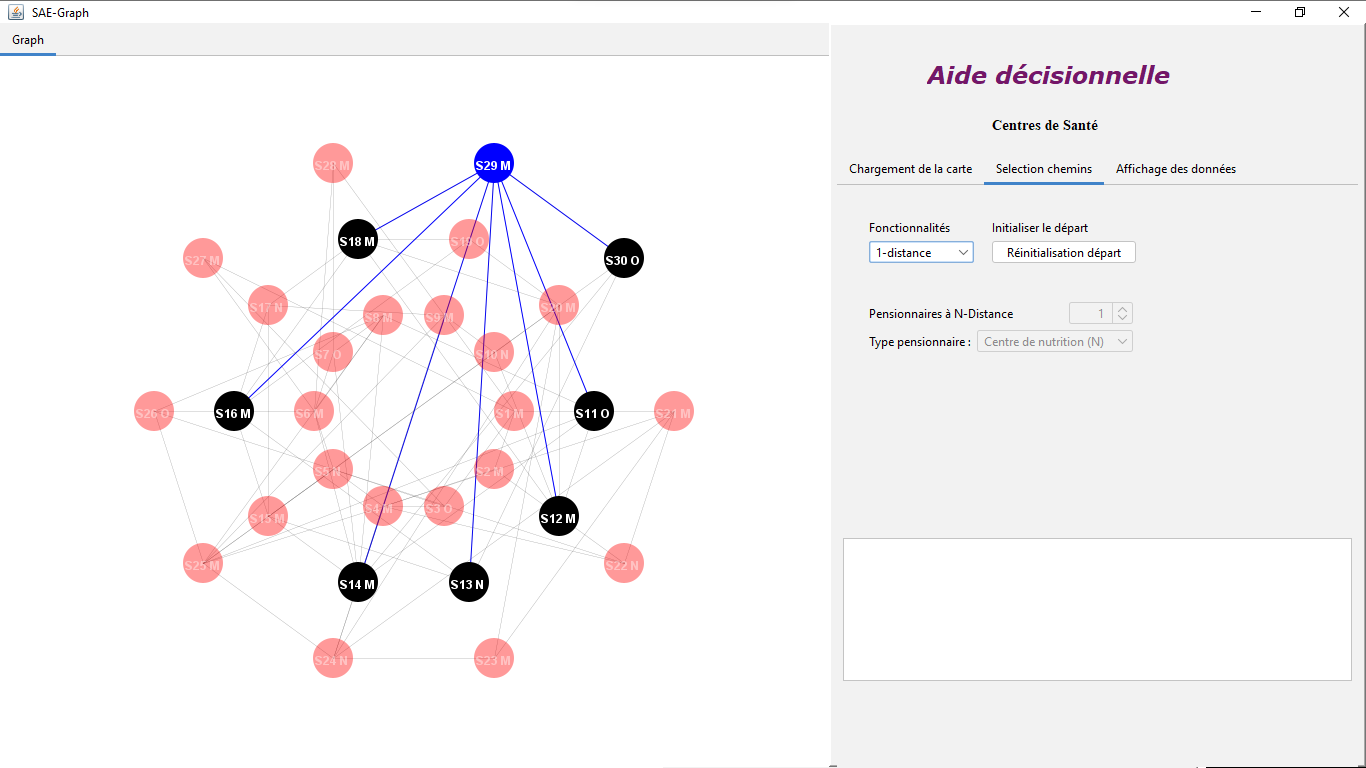 SAE-Graph
Graph
Aide décisionnelle
Centres de Santé
Chargement de la carte
Selection chemins
Affichage des données
Fonctionnalités
Initialiser le départ
1-distance
Réinitialisation départ
Pensionnaires à N-Distance
1
Type pensionnaire :
Centre de nutrition (N)
S28 M
S29 M
S18 M
S19 O
S27 M
S30 O
S17 N
S8 M
S9 M
S20 M
S7 O
S10 N
S26 O
S16 M
S6 M
S1 M
S11 O
S21 M
S5 N
S2 M
S15 M
S4 M
S3 O
S12 M
S25 M
S14 M
S13 N
S22 N
S24 N
S23 M